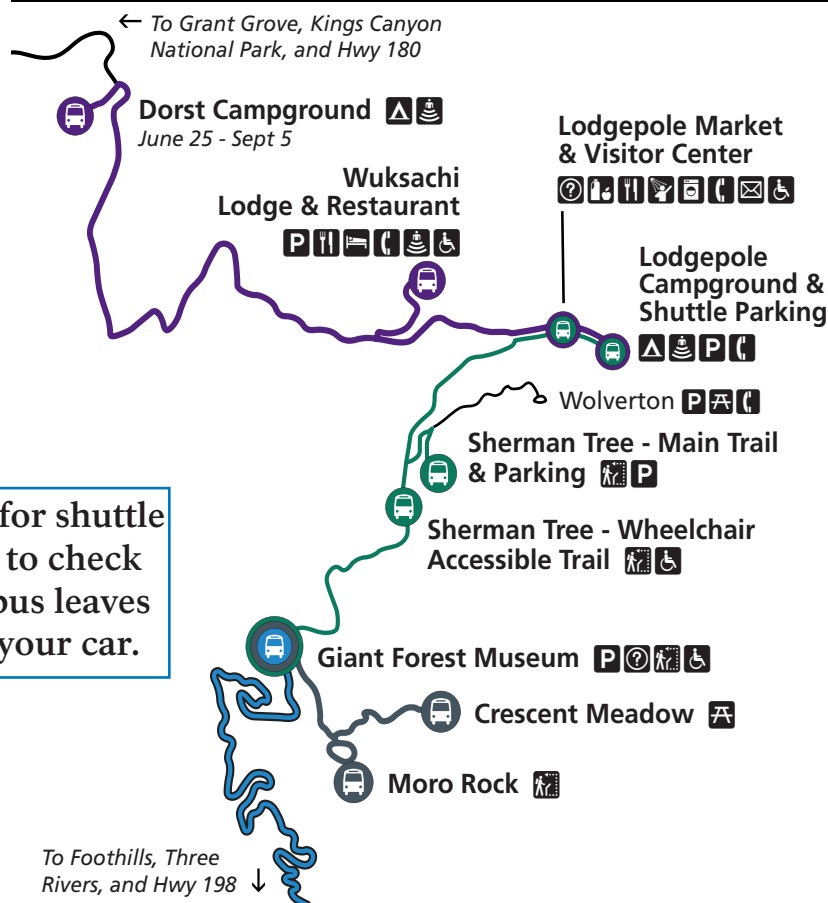 ← To Grant Grove, Kings Canyon
National Park, and Hwy 180
Dorst Campground
June 25 - Sept 5
Lodgepole Market
& Visitor Center
Wuksachi
Lodge & Restaurant
Lodgepole
Campground &
Shuttle Parking
Wolverton
Sherman Tree - Main Trail
& Parking
Sherman Tree - Wheelchair
Accessible Trail
for shuttle
to check
bus leaves
your car.
Giant Forest Museum
Crescent Meadow
Moro Rock
To Foothills, Three
Rivers, and Hwy 198 ↓